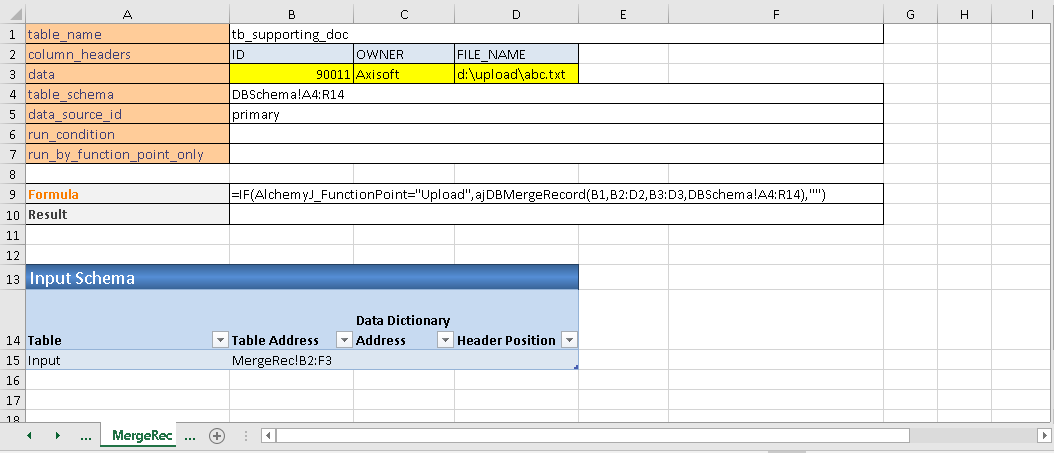 A B C D E F G H I
1 table_name tb_supporting_doc
2 column_headers ID OWNER FILE_NAME
3 data 90011 Axisoft d:\upload\abc.txt
4 table_schema DBSchema!A4:R14
5 data_source_id primary
6 run_condition
7 run_by_function_point_only
8
9 Formula =IF(AlchemyJ_FunctionPoint="Upload",ajDBMergeRecord(B1,B2:D2,B3:D3,DBSchema!A4:R14),"")
10 Result
11
12
13 Input Schema
Data Dictionary
14 Table Table Address Address Header Position
15 Input MergeRec!B2:F3
16
17
18
... MergeRec ...